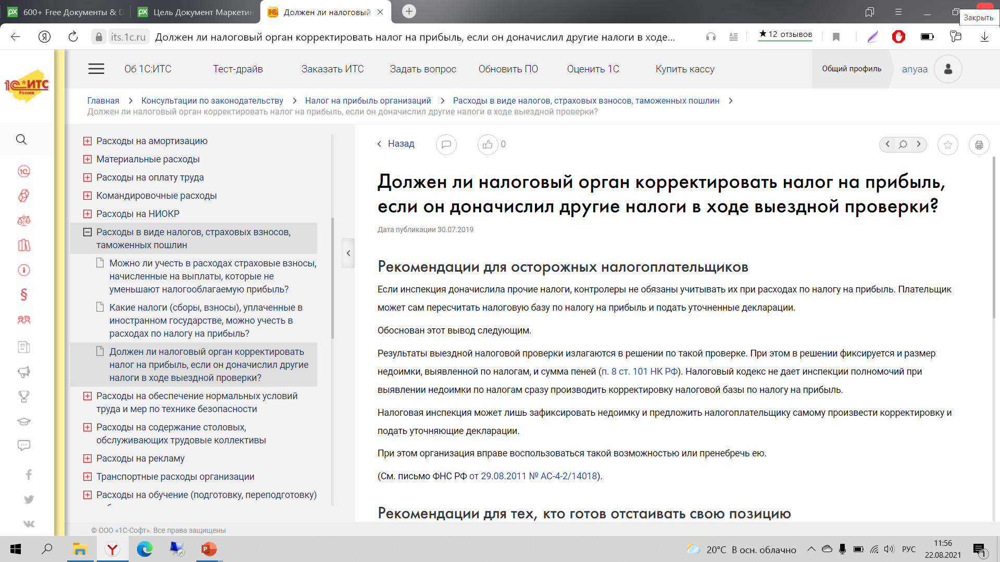 600+ Free Документы & D
Цель Документ Маркетин
Должен ли налоговый
Закрыть
its.1c.ru
Должен ли налоговый орган корректировать налог на прибыль, если он доначислил другие налоги в ходе...
★12 отзывов
1С ИТС
Россия
Об 1С:ИТС
Тест-драйв
Заказать ИТС
Задать вопрос
Обновить ПО
Оценить 1С
Купить кассу
Общий профиль
anyaa
Главная > Консультации по законодательству > Налог на прибыль организаций > Расходы в виде налогов, страховых взносов, таможенных пошлин >
Должен ли налоговый орган корректировать налог на прибыль, если он доначислил другие налоги в ходе выездной проверки?
Расходы на амортизацию
Материальные расходы
Расходы на оплату труда
Командировочные расходы
Расходы на НИОКР
Расходы в виде налогов, страховых взносов,
таможенных пошлин
Можно ли учесть в расходах страховые взносы,
начисленные на выплаты, которые не
уменьшают налогооблагаемую прибыль?
Какие налоги (сборы, взносы), уплаченные в
иностранном государстве, можно учесть в
расходах по налогу на прибыль?
Должен ли налоговый орган корректировать
налог на прибыль, если он доначислил другие
налоги в ходе выездной проверки?
Расходы на обеспечение нормальных условий
труда и мер по технике безопасности
Расходы на содержание столовых,
обслуживающих трудовые коллективы
Расходы на рекламу
Транспортные расходы организации
Расходы на обучение (подготовку, переподготовку)
Назад
0
Должен ли налоговый орган корректировать налог на прибыль,
если он доначислил другие налоги в ходе выездной проверки?
Дата публикации 30.07.2019
Рекомендации для осторожных налогоплательщиков
Если инспекция доначислила прочие налоги, контролеры не обязаны учитывать их при расходах по налогу на прибыль. Плательщик
может сам пересчитать налоговую базу по налогу на прибыль и подать уточненные декларации.
Обоснован этот вывод следующим.
Результаты выездной налоговой проверки излагаются в решении по такой проверке. При этом в решении фиксируется и размер
недоимки, выявленной по налогам, и сумма пеней (п. 8 ст. 101 НК РФ). Налоговый кодекс не дает инспекции полномочий при
выявлении недоимки по налогам сразу производить корректировку налоговой базы по налогу на прибыль.
Налоговая инспекция может лишь зафиксировать недоимку и предложить налогоплательщику самому произвести корректировку и
подать уточняющие декларации.
При этом организация вправе воспользоваться такой возможностью или пренебречь ею.
(См. письмо ФНС РФ от 29.08.2011 № АС-4-2/14018).
Рекомендации для тех, кто готов отстаивать свою позицию
© ООО «1С-Софт». Все права защищены
20°C В осн. облачно
РУС
11:56
22.08.2021
1